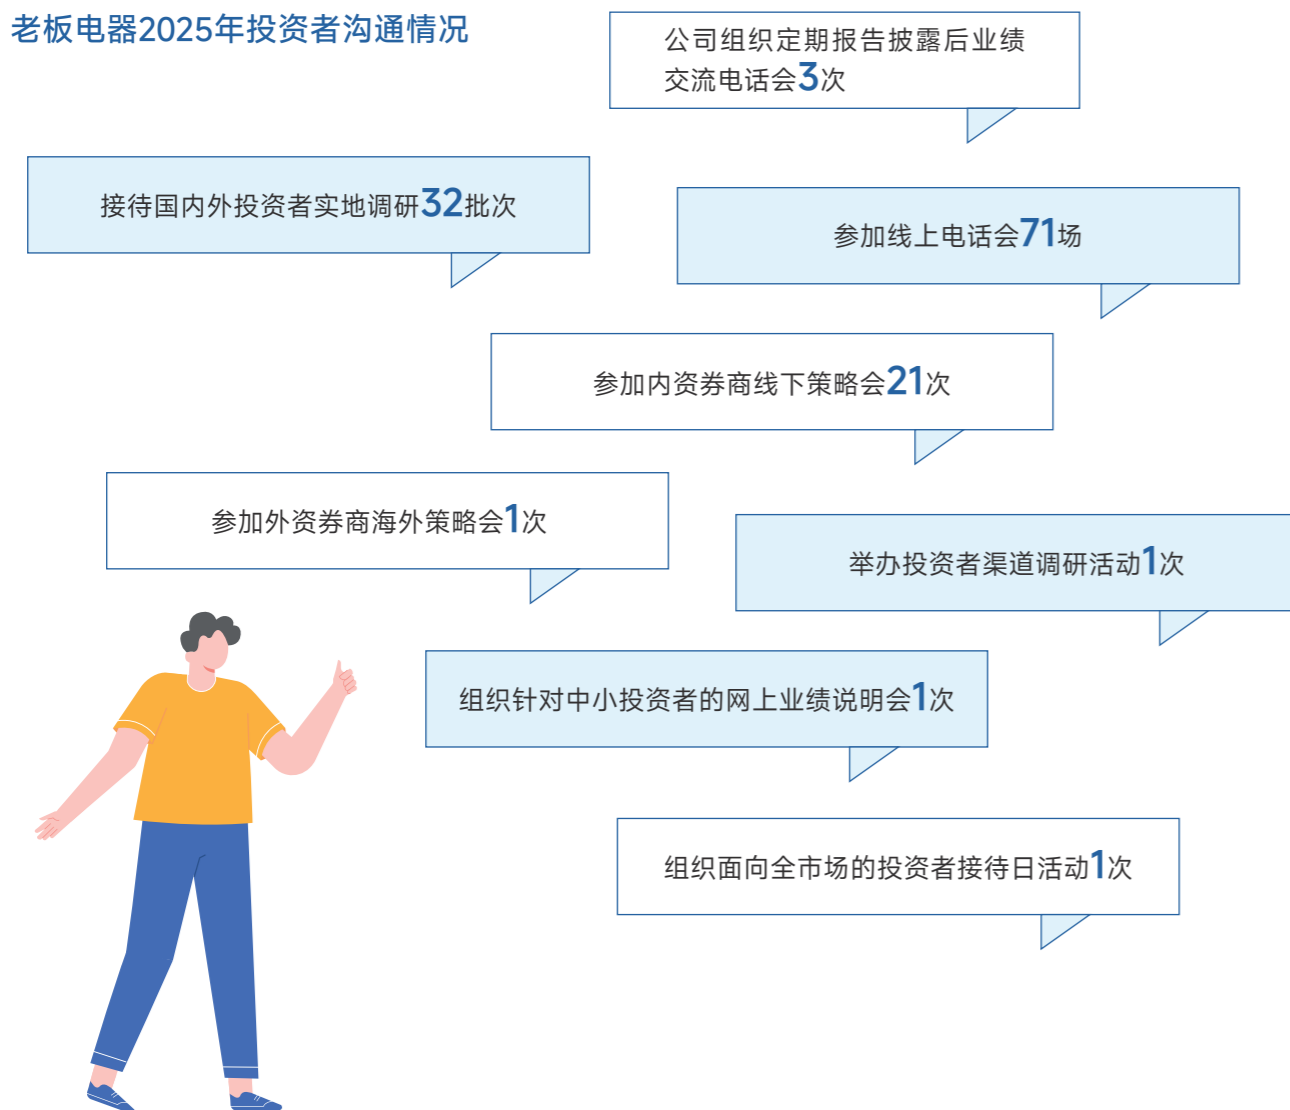 老板电器2025年投资者沟通情况
公司组织定期报告披露后业绩
交流电话会3次
接待国内外投资者实地调研32批次
参加线上电话会71场
参加内资券商线下策略会21次
参加外资券商海外策略会1次
举办投资者渠道调研活动1次
组织针对中小投资者的网上业绩说明会1次
组织面向全市场的投资者接待日活动1次